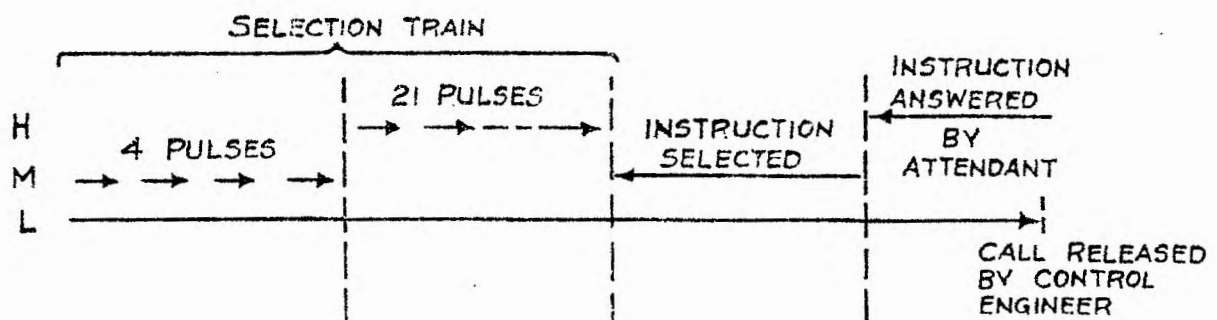 SELECTION TRAIN
H
21 PULSES
INSTRUCTION
SELECTED
INSTRUCTION
ANSWERED
BY
ATTENDANT
M
4 PULSES
L
CALL RELEASED
BY CONTROL
ENGINEER